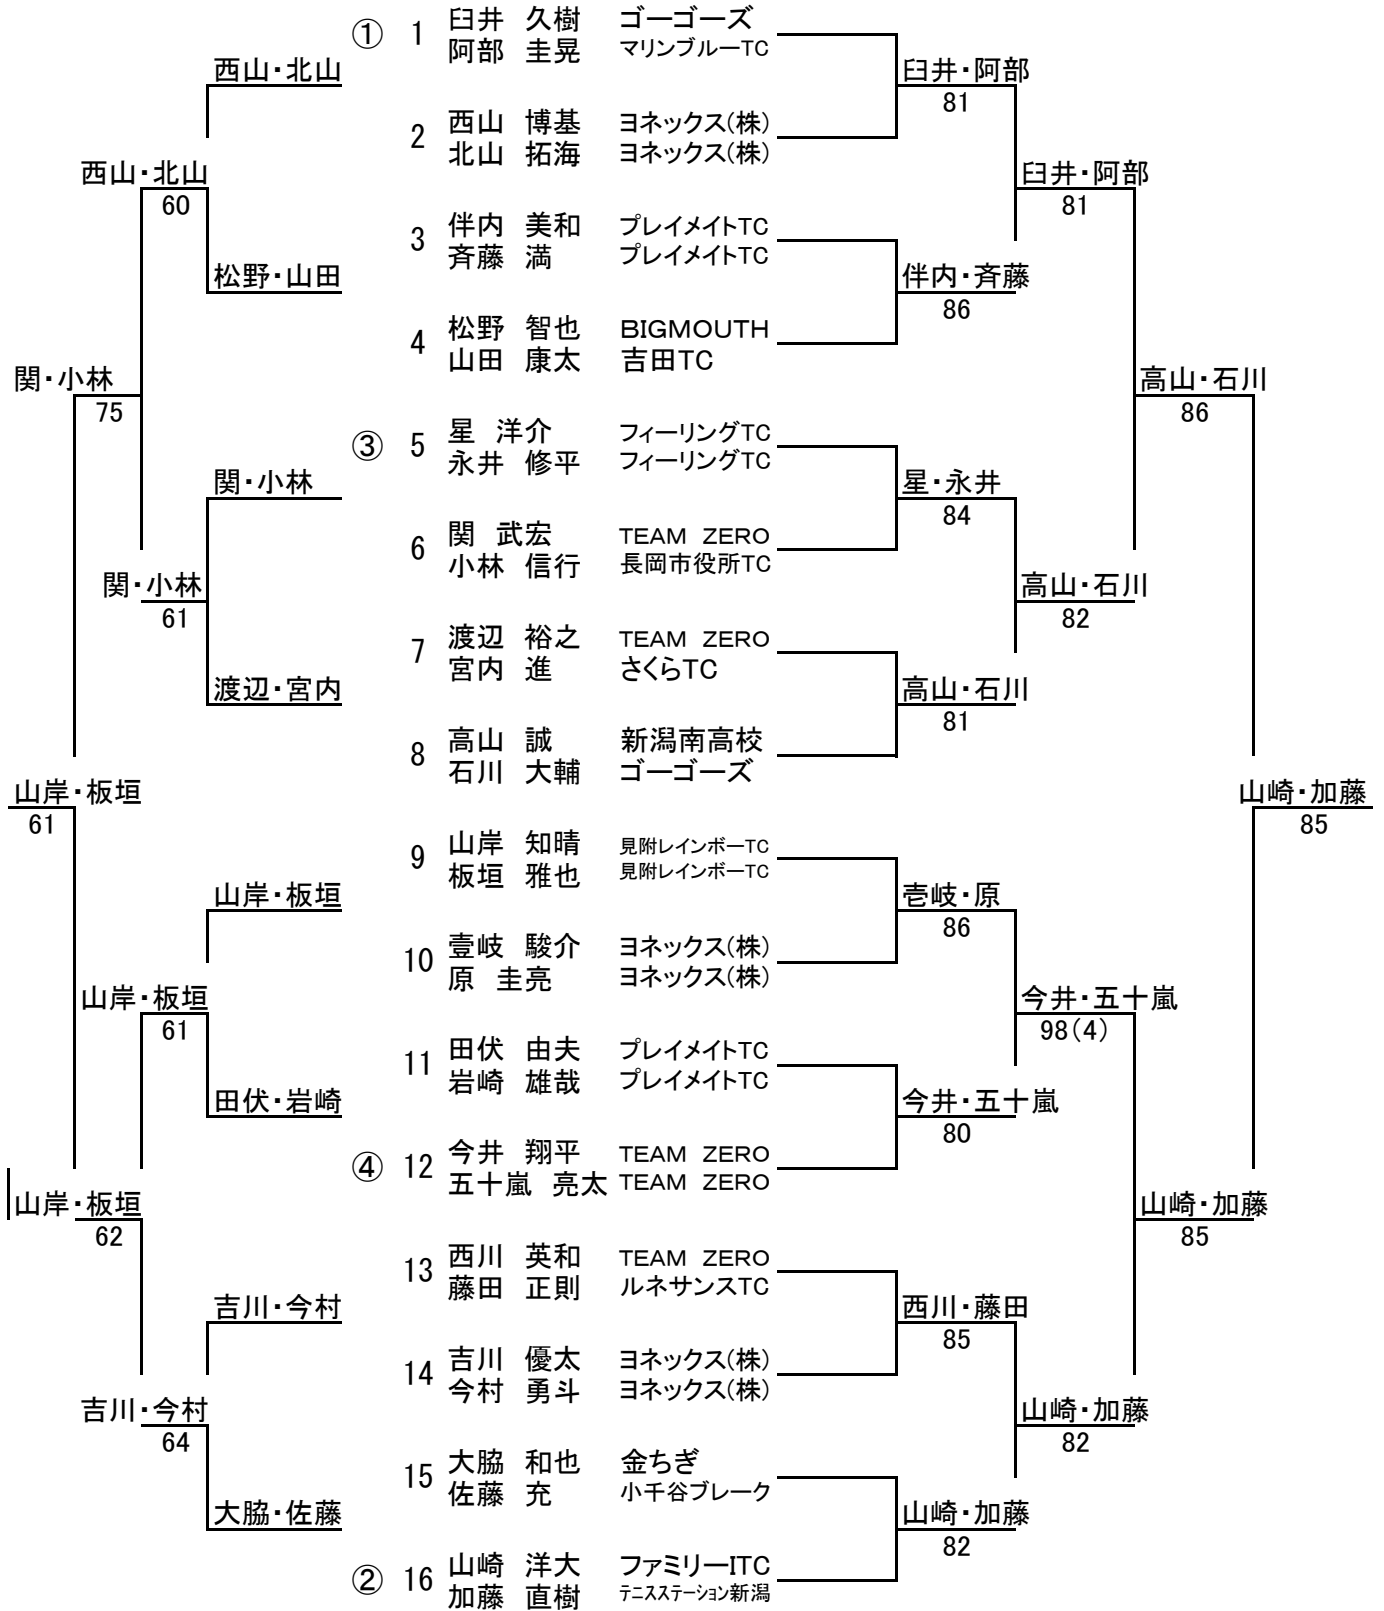 ① 1 臼井 久樹 ゴーゴーズ
阿部 圭晃 マリンブルーTC
西山・北山
臼井・阿部
81
2 西山 博基 ヨネックス(株)
北山 拓海 ヨネックス(株)
西山・北山
60
臼井・阿部
81
3 伴内 美和 プレイメイトTC
斉藤 満 プレイメイトTC
松野・山田
伴内・斉藤
86
4 松野 智也 BIGMOUTH
山田 康太 吉田TC
関・小林
75
高山・石川
86
③ 5 星 洋介 フィーリングTC
永井 修平 フィーリングTC
関・小林
星・永井
84
6 関 武宏 TEAM ZERO
小林 信行 長岡市役所TC
関・小林
61
高山・石川
82
7 渡辺 裕之 TEAM ZERO
宮内 進 さくらTC
渡辺・宮内
高山・石川
81
8 高山 誠 新潟南高校
石川 大輔 ゴーゴーズ
山岸・板垣
61
山崎・加藤
85
9 山岸 知晴 見附レインボーTC
板垣 雅也 見附レインボーTC
山岸・板垣
壱岐・原
86
10 壹岐 駿介 ヨネックス(株)
原 圭亮 ヨネックス(株)
山岸・板垣
61
今井・五十嵐
98(4)
11 田伏 由夫 プレイメイトTC
岩崎 雄哉 プレイメイトTC
田伏・岩崎
今井・五十嵐
80
④ 12 今井 翔平 TEAM ZERO
五十嵐 亮太 TEAM ZERO
山岸・板垣
62
山崎・加藤
85
13 西川 英和 TEAM ZERO
藤田 正則 ルネサンスTC
吉川・今村
西川・藤田
85
14 吉川 優太 ヨネックス(株)
今村 勇斗 ヨネックス(株)
吉川・今村
64
山崎・加藤
82
15 大脇 和也 金ちぎ
佐藤 充 小千谷ブレーク
大脇・佐藤
山崎・加藤
82
② 16 山崎 洋大 ファミリーITC
加藤 直樹 テニスステーション新潟